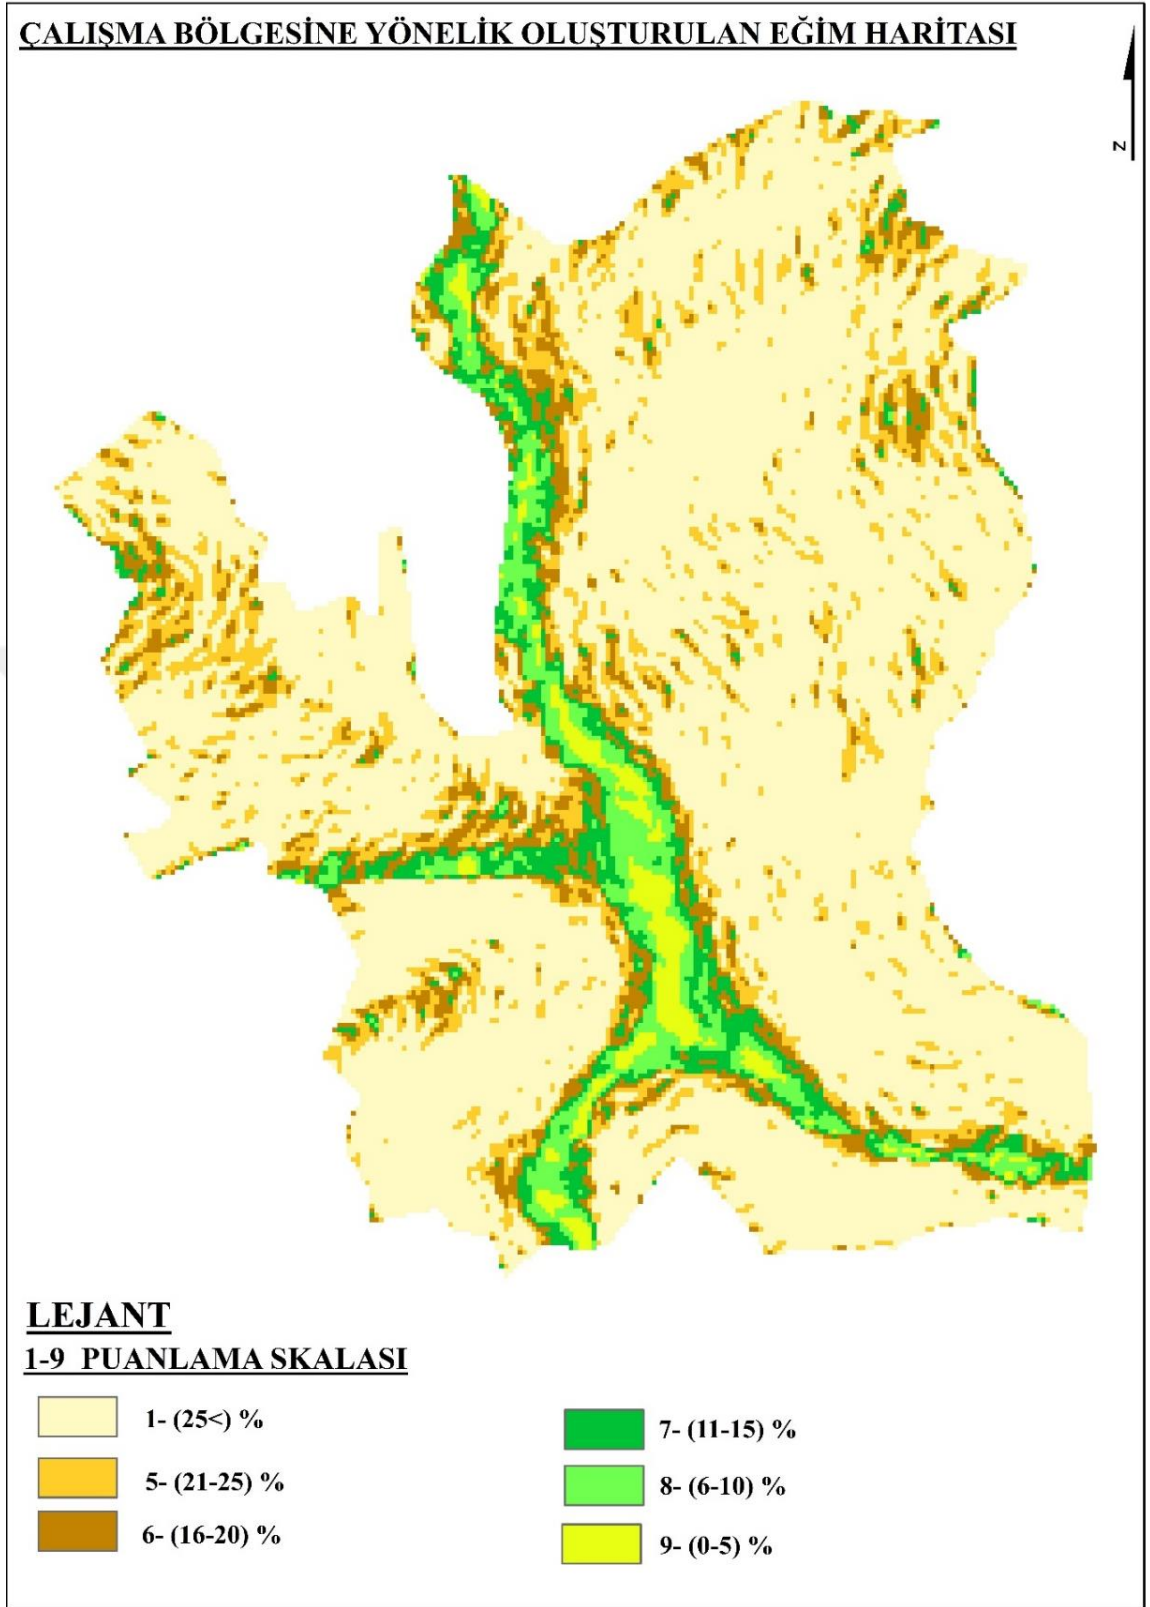 ÇALIŞMA BÖLGESİNE YÖNELİK OLUŞTURULAN EĞİM HARİTASI
N
LEJANT
1-9 PUANLAMA SKALASI
1- (25<) %
5- (21-25) %
6- (16-20) %
7- (11-15) %
8- (6-10) %
9- (0-5) %